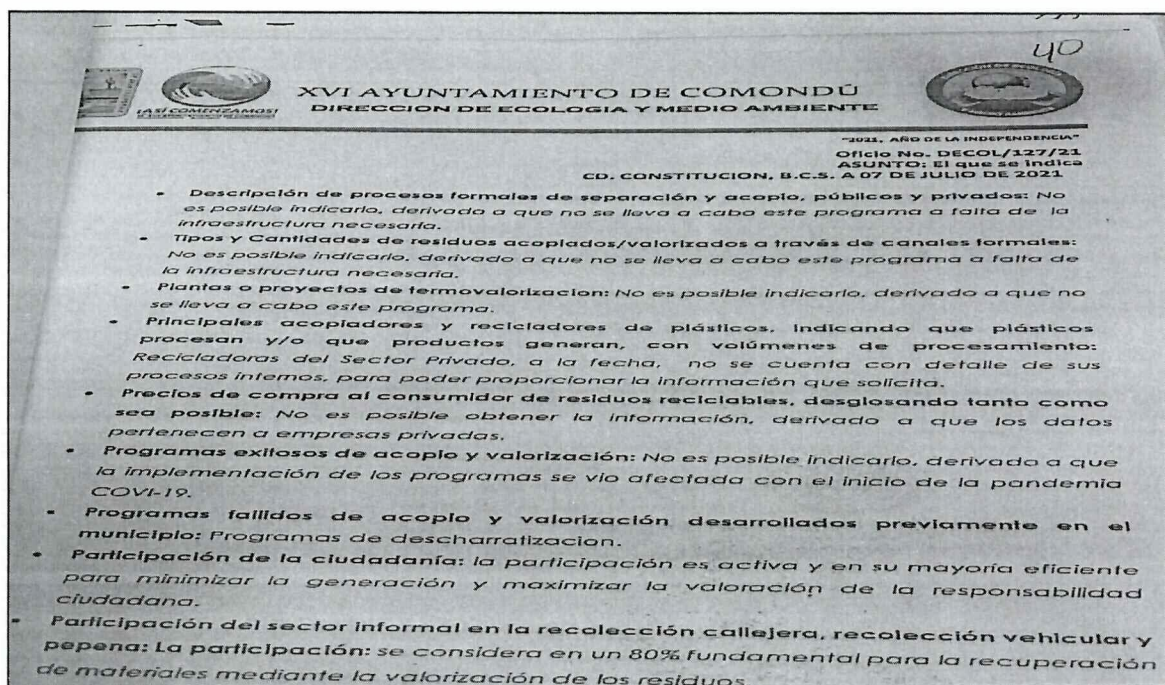 40
¡ASÍ COMENZAMOS!
XVI AYUNTAMIENTO DE COMONDÚ
DIRECCION DE ECOLOGIA Y MEDIO AMBIENTE
"2021, AÑO DE LA INDEPENDENCIA"
Oficio No. DECOL/127/21
ASUNTO: El que se indica
CD. CONSTITUCION, B.C.S. A 07 DE JULIO DE 2021
• Descripción de procesos formales de separación y acopio, públicos y privados: No
es posible indicarlo, derivado a que no se lleva a cabo este programa a falta de la
infraestructura necesaria.
• Tipos y Cantidades de residuos acopiados/valorizados a través de canales formales:
No es posible indicarlo, derivado a que no se lleva a cabo este programa a falta de
la infraestructura necesaria.
• Plantas o proyectos de termovalorizacion: No es posible indicarlo, derivado a que no
se lleva a cabo este programa.
• Principales acopiadores y recicladores de plásticos, indicando que plásticos
procesan y/o que productos generan, con volúmenes de procesamiento:
Recicladoras del Sector Privado, a la fecha, no se cuenta con detalle de sus
procesos internos, para poder proporcionar la información que solicita.
• Precios de compra al consumidor de residuos reciclables, desglosando tanto como
sea posible: No es posible obtener la información, derivado a que los datos
pertenecen a empresas privadas.
• Programas exitosos de acopio y valorización: No es posible indicarlo, derivado a que
la implementación de los programas se vio afectada con el inicio de la pandemia
COVI-19.
• Programas fallidos de acopio y valorización desarrollados previamente en el
municipio: Programas de descharratizacion.
• Participación de la ciudadanía: la participación es activa y en su mayoría eficiente
para minimizar la generación y maximizar la valoración de la responsabilidad
ciudadana.
• Participación del sector informal en la recolección callejera, recolección vehicular y
pepena: La participación: se considera en un 80% fundamental para la recuperación
de materiales mediante la valorización de los residuos